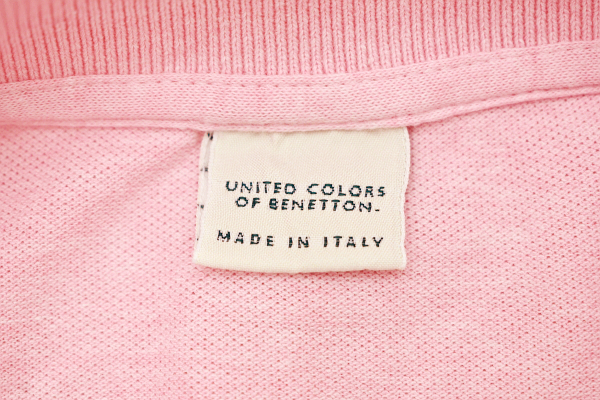 UNITED COLORS
OF BENETTON.
MADE IN ITALY